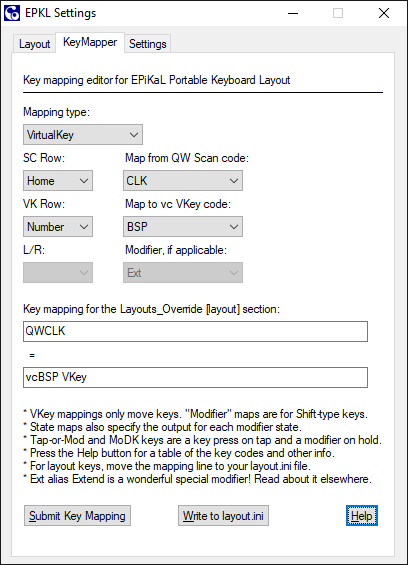 EPKL Settings
Layout KeyMapper Settings
Key mapping editor for EPiKaL Portable Keyboard Layout
Mapping type:
VirtualKey
SC Row: Map from QW Scan code:
Home CLK
VK Row: Map to vc VKey code:
Number BSP
L/R: Modifier, if applicable:
Ext
Key mapping for the Layouts_Override [layout] section:
QWCLK
=
vcBSP VKey
* VKey mappings only move keys. "Modifier" maps are for Shift-type keys.
* State maps also specify the output for each modifier state.
* Tap-or-Mod and MoDK keys are a key press on tap and a modifier on hold.
* Press the Help button for a table of the key codes and other info.
* For layout keys, move the mapping line to your layout.ini file.
* Ext alias Extend is a wonderful special modifier! Read about it elsewhere.
Submit Key Mapping Write to layout.ini Help